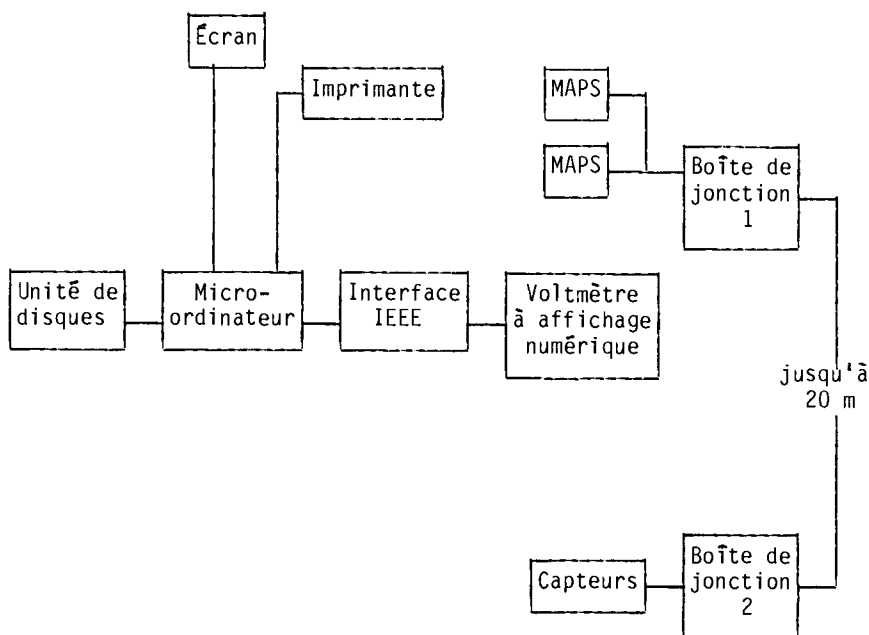 Écran
Imprimante
MAPS
MAPS
Boîte de
jonction
1
Unité de
disques
Micro-
ordinateur
Interface
IEEE
Voltmètre
à affichage
numérique
jusqu'à
20 m
Capteurs
Boîte de
jonction
2